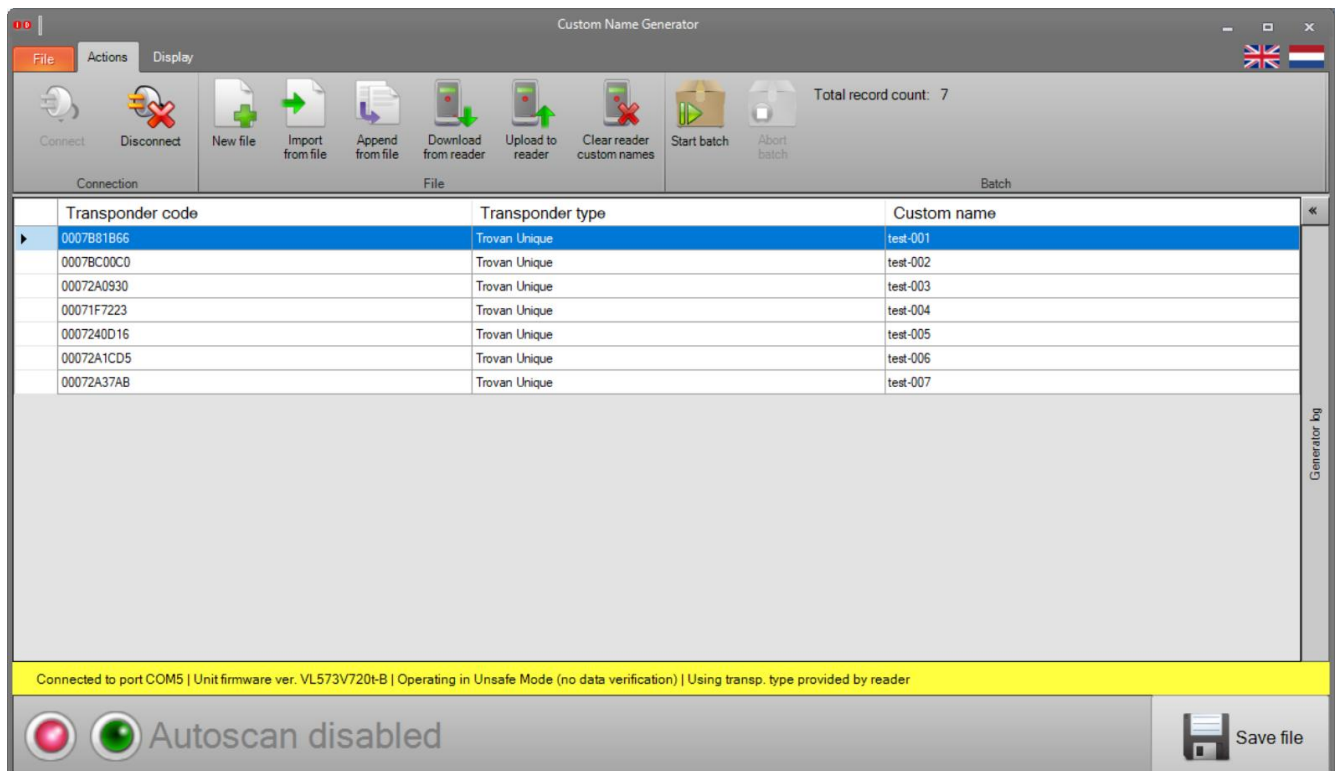 Custom Name Generator
File Actions Display
Connect Disconnect New file Import from file Append from file Download from reader Upload to reader Clear reader custom names Start batch Abort batch Total record count: 7
Connection File Batch
Transponder code Transponder type Custom name «
0007B81B66 Trovan Unique test-001
0007BC00C0 Trovan Unique test-002
00072A0930 Trovan Unique test-003
00071F7223 Trovan Unique test-004
0007240D16 Trovan Unique test-005
00072A1CD5 Trovan Unique test-006
00072A37AB Trovan Unique test-007
Generator log
Connected to port COM5 | Unit firmware ver. VL573V720t-B | Operating in Unsafe Mode (no data verification) | Using transp. type provided by reader
Autoscan disabled Save file